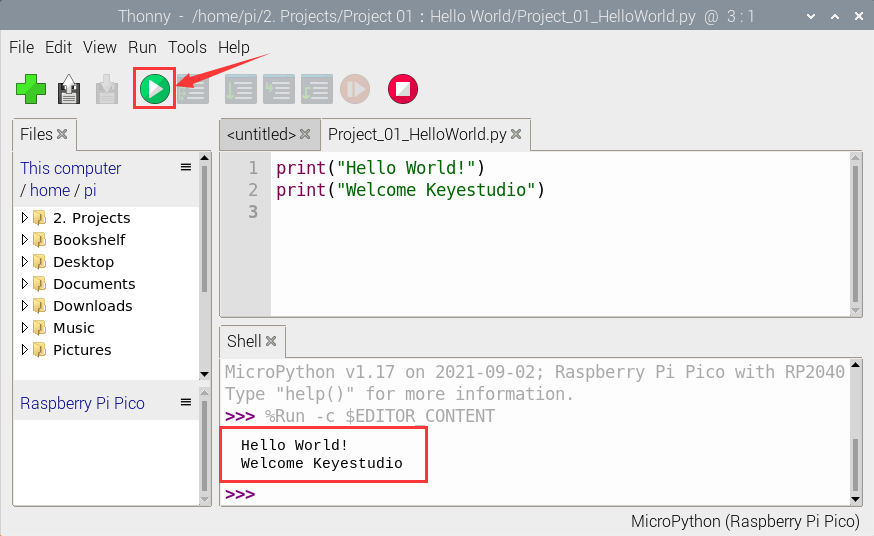 Thonny - /home/pi/2. Projects/Project 01 : Hello World/Project_01_HelloWorld.py @ 3 : 1
File Edit View Run Tools Help
Files
This computer
/ home / pi
2. Projects
Bookshelf
Desktop
Documents
Downloads
Music
Pictures
Raspberry Pi Pico
<untitled> Project_01_HelloWorld.py
1 print("Hello World!")
2 print("Welcome Keyestudio")
3
Shell
MicroPython v1.17 on 2021-09-02; Raspberry Pi Pico with RP2040
Type "help()" for more information.
>>> %Run -c $EDITOR_CONTENT
Hello World!
Welcome Keyestudio
>>>
MicroPython (Raspberry Pi Pico)